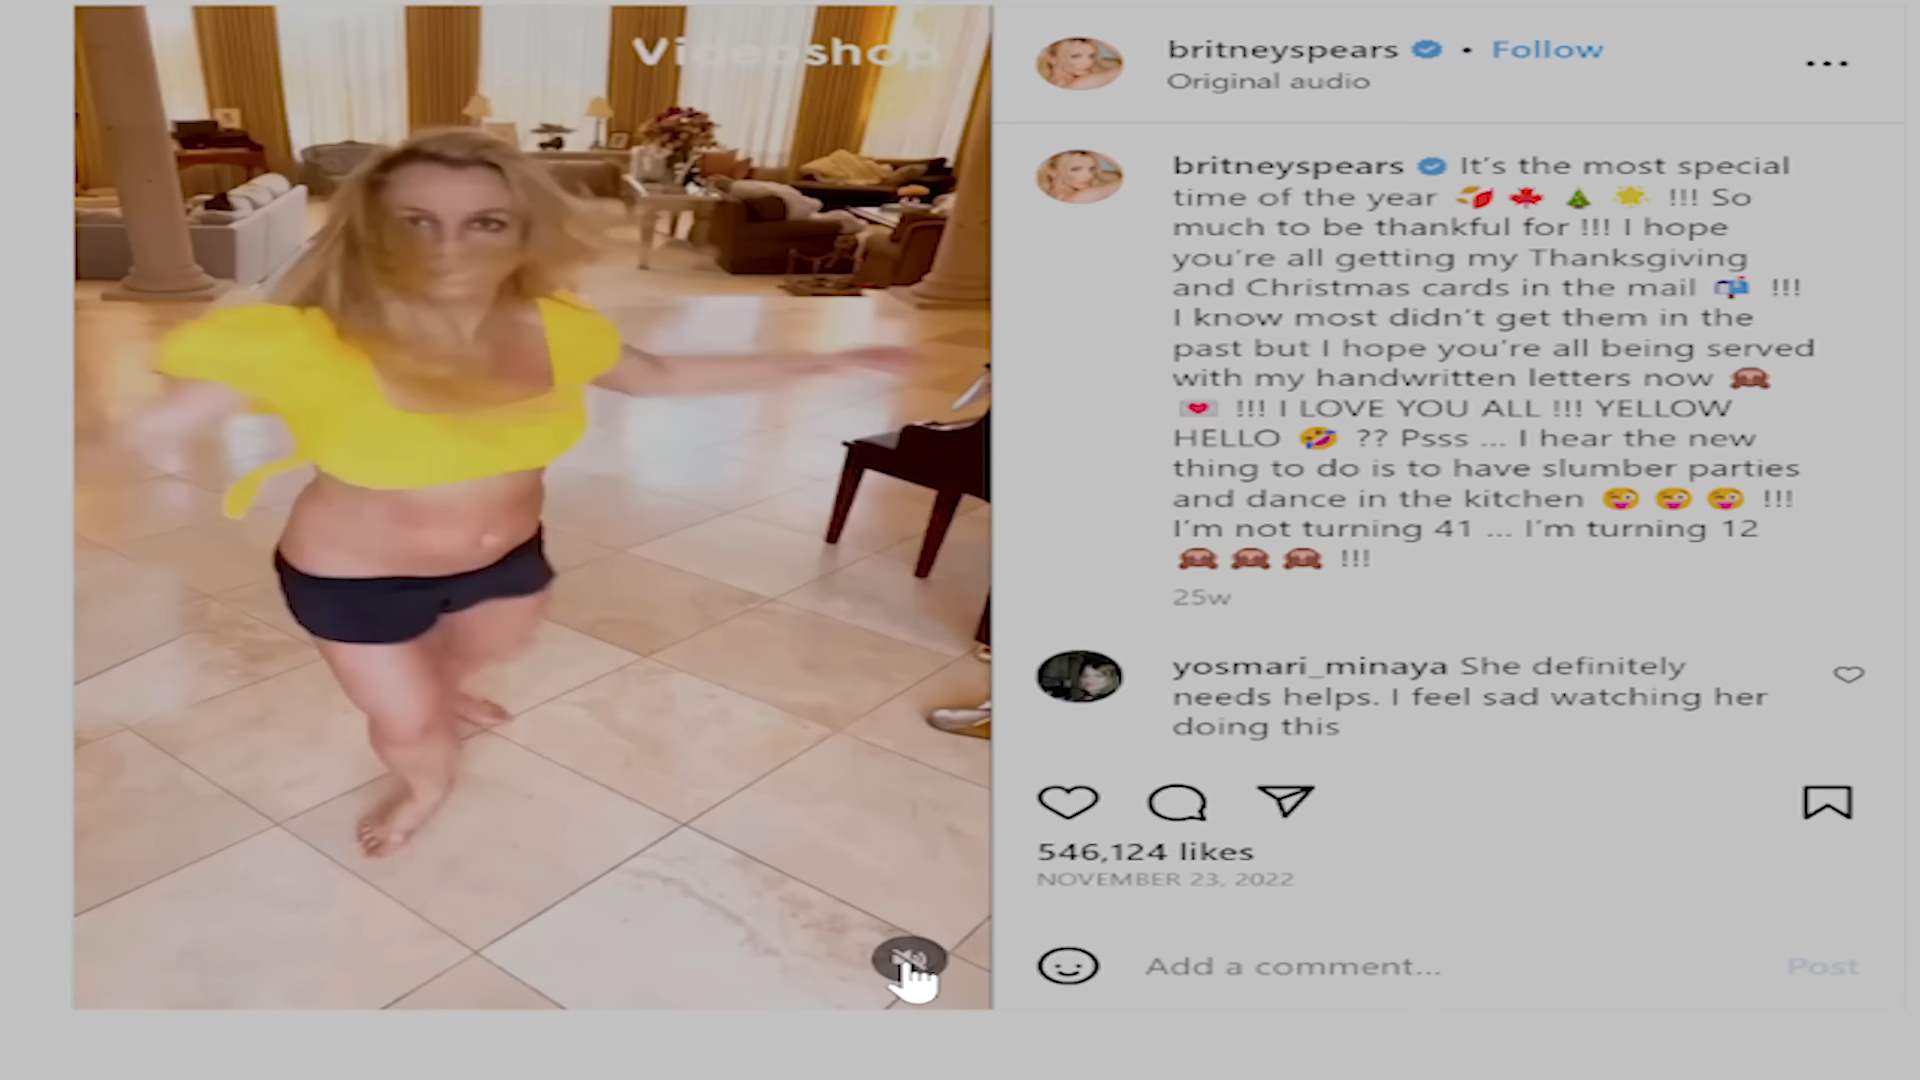 Videoshop
britneyspears • Follow
Original audio
...
britneyspears It's the most special
time of the year 🍂 🍁 🎄 🌟 !!! So
much to be thankful for !!! I hope
you're all getting my Thanksgiving
and Christmas cards in the mail 📬 !!!
I know most didn't get them in the
past but I hope you're all being served
with my handwritten letters now 🙈
💌 !!! I LOVE YOU ALL !!! YELLOW
HELLO 🤣 ?? Psss ... I hear the new
thing to do is to have slumber parties
and dance in the kitchen 😜 😜 😜 !!!
I'm not turning 41 ... I'm turning 12
🙈 🙈 🙈 !!!
25w
yosmari_minaya She definitely
needs helps. I feel sad watching her
doing this
546,124 likes
NOVEMBER 23, 2022
Add a comment... Post